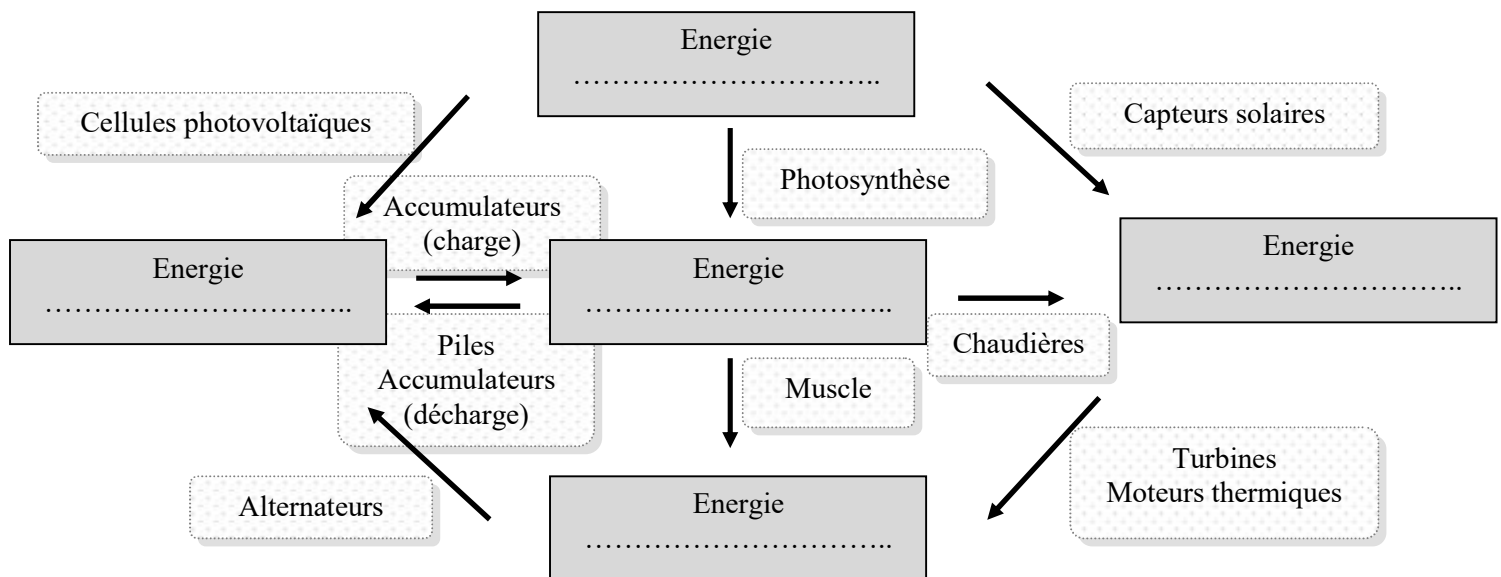 Energie
…………………………..
Cellules photovoltaïques
Capteurs solaires
Photosynthèse
Accumulateurs
(charge)
Energie
…………………………..
Energie
…………………………..
Energie
…………………………..
Piles
Accumulateurs
(décharge)
Chaudières
Muscle
Turbines
Moteurs thermiques
Alternateurs
Energie
…………………………..